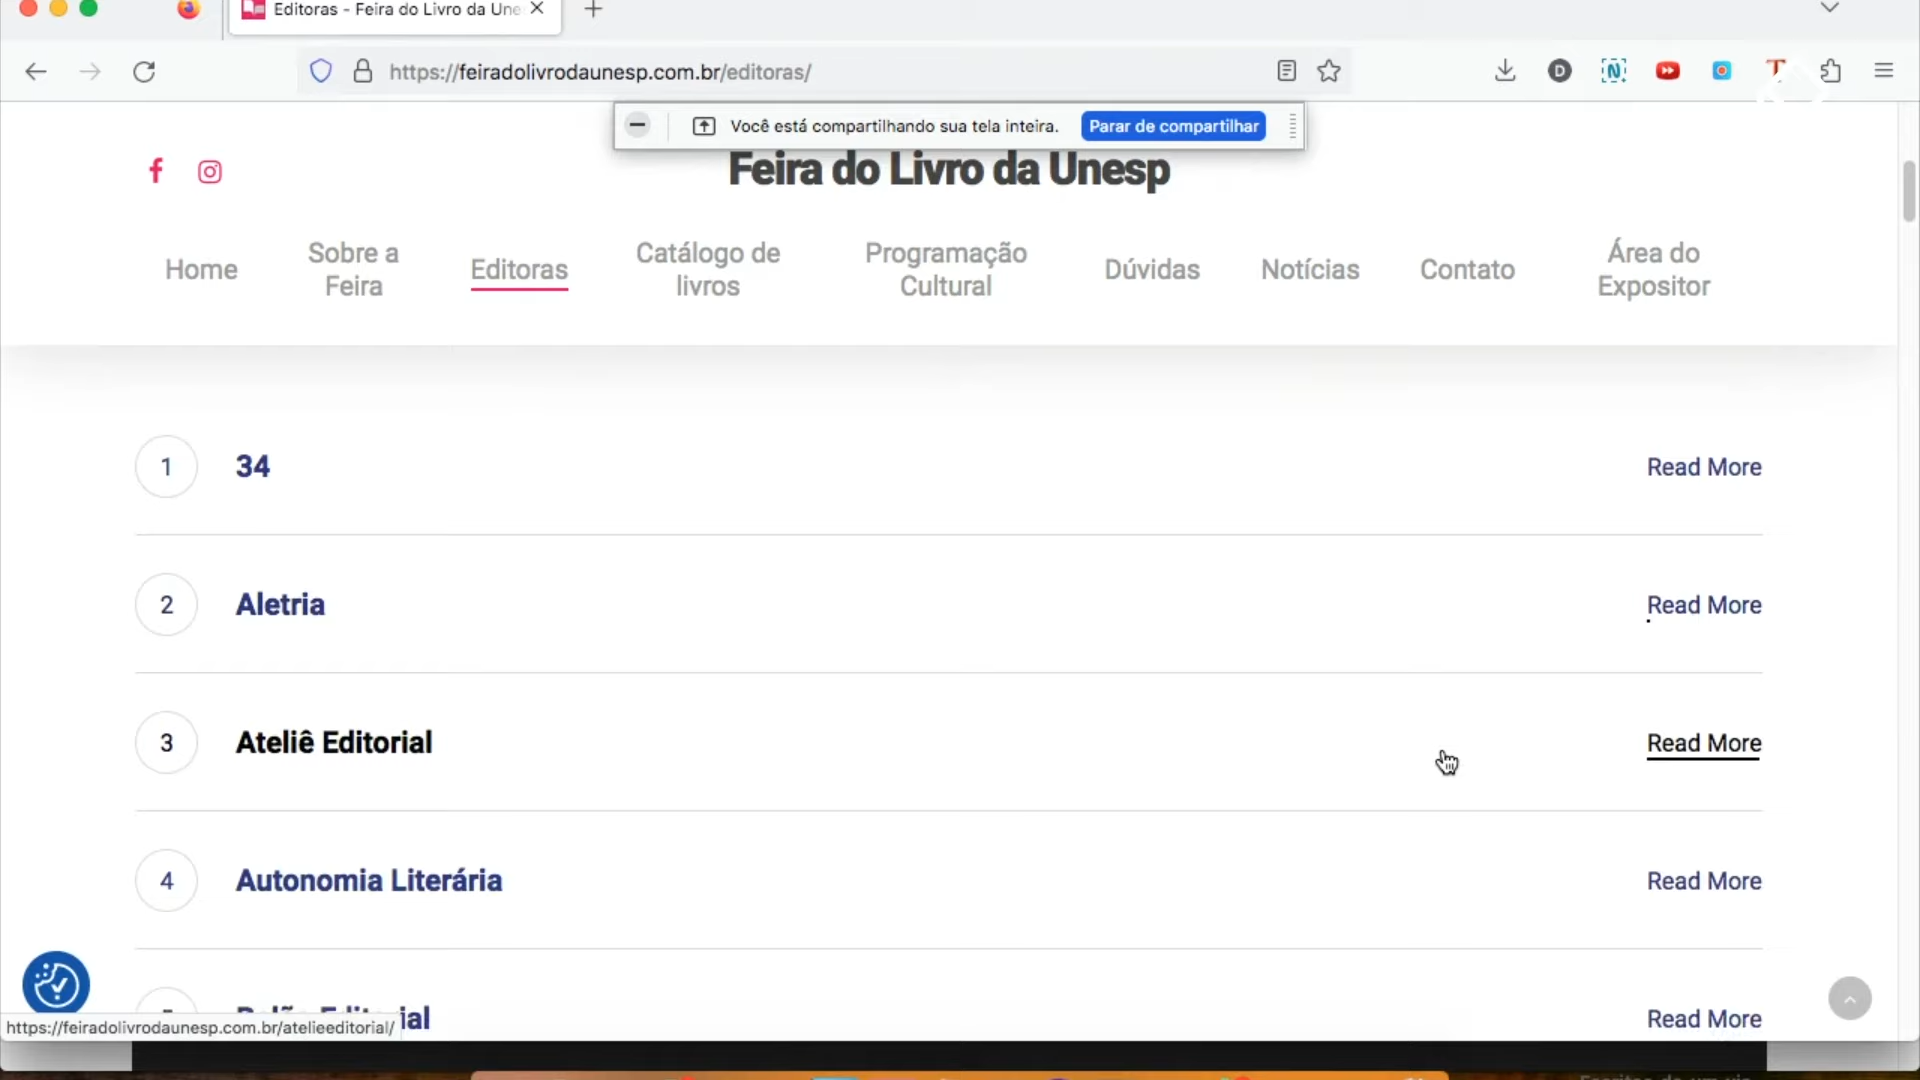 Editoras - Feira do Livro da Une
https://feiradolivrodaunesp.com.br/editoras/
Você está compartilhando sua tela inteira.
Parar de compartilhar
Feira do Livro da Unesp
Home
Sobre a
Feira
Editoras
Catálogo de
livros
Programação
Cultural
Dúvidas
Notícias
Contato
Área do
Expositor
1 34 Read More
2 Aletria Read More
3 Ateliê Editorial Read More
4 Autonomia Literária Read More
Read More
https://feiradolivrodaunesp.com.br/atelieeditorial/